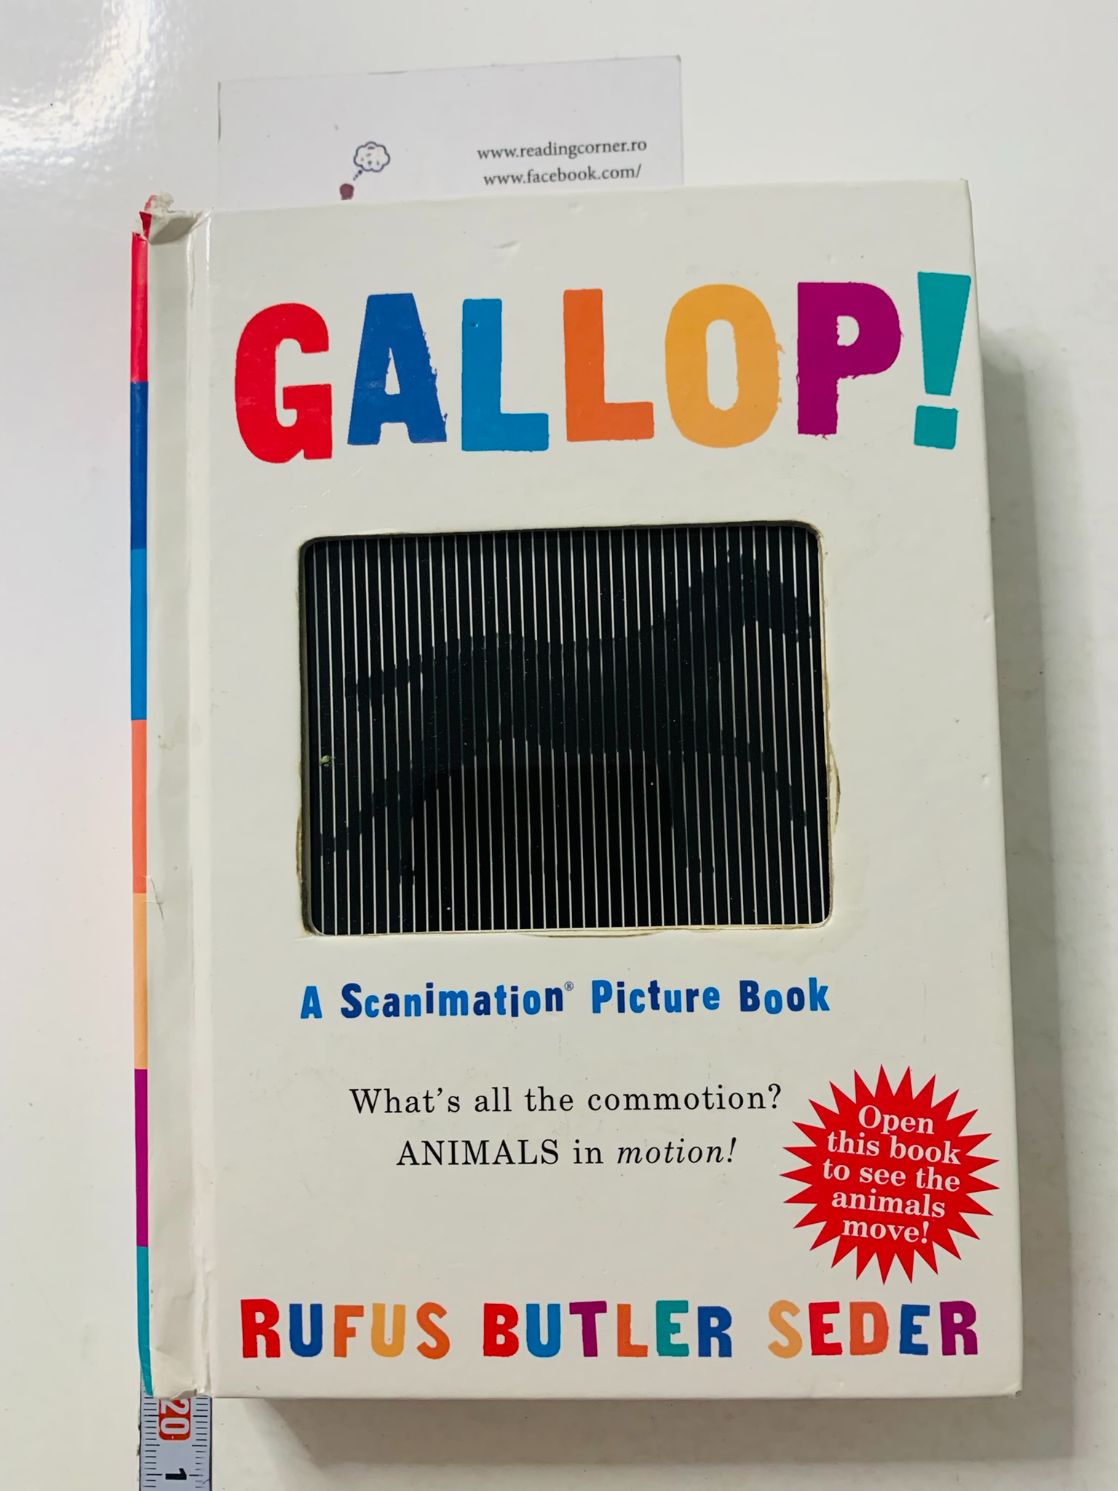 www.readingcorner.ro
www.facebook.com/
GALLOP!
A Scanimation® Picture Book
What's all the commotion?
ANIMALS in motion!
Open
this book
to see the
animals
move!
RUFUS BUTLER SEDER
20
1